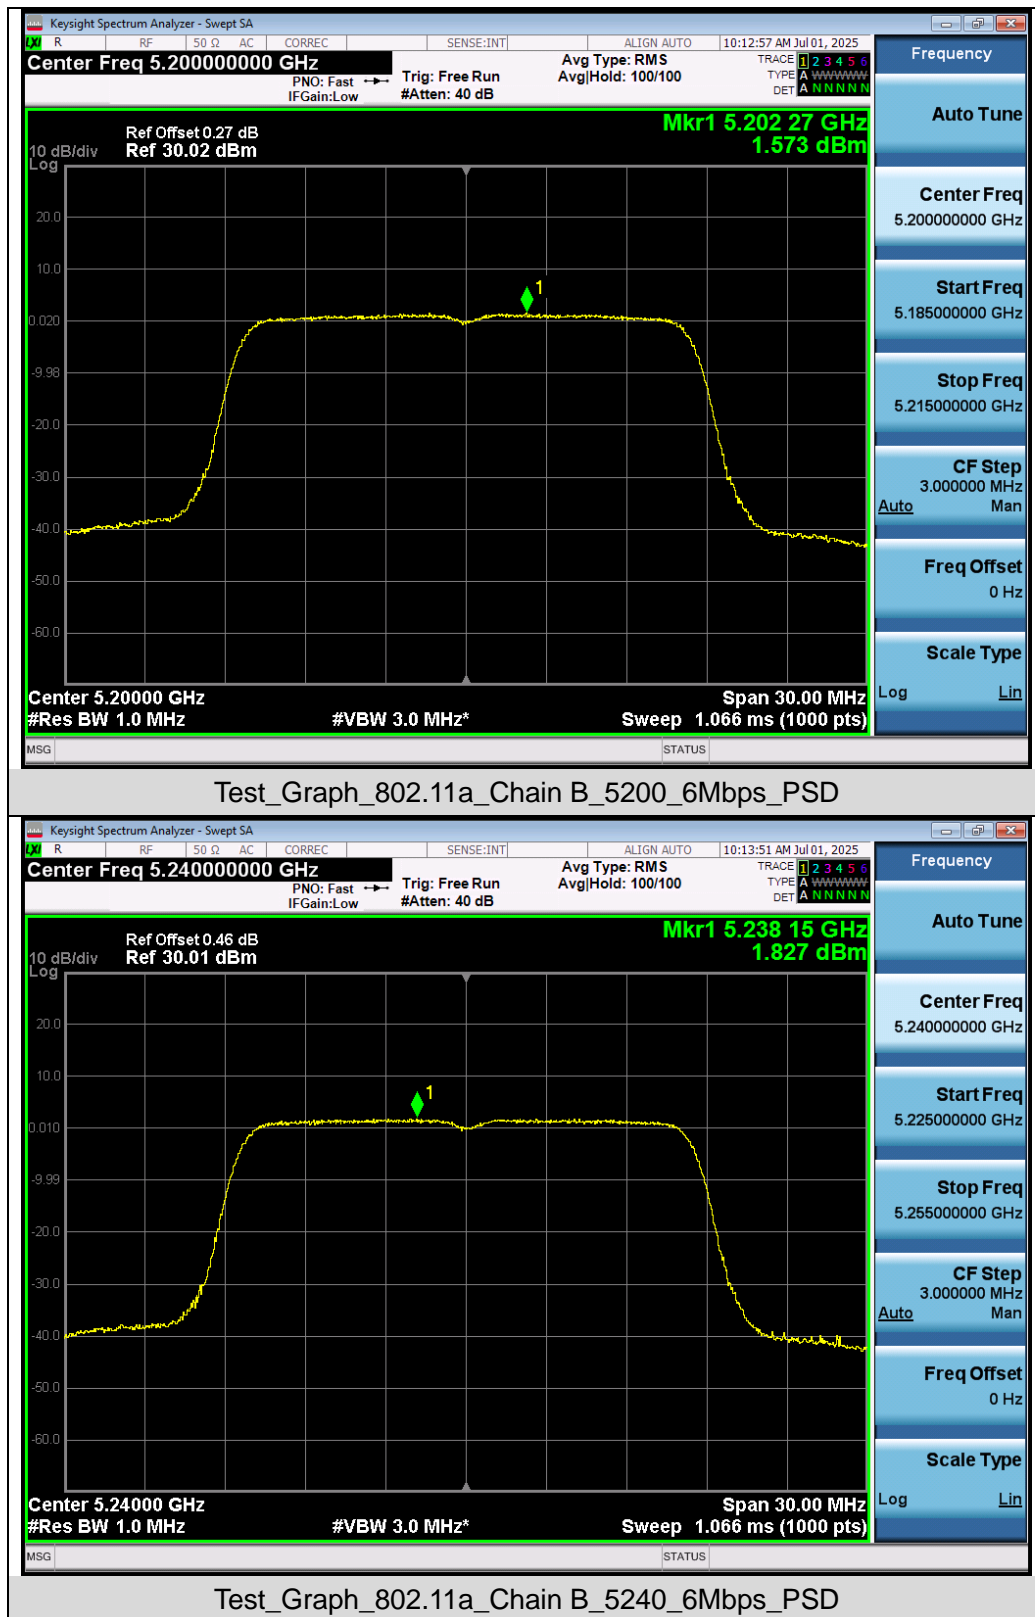 Keysight Spectrum Analyzer - Swept SA
LXI R RF 50 Ω AC CORREC SENSE:INT ALIGN AUTO 10:12:57 AM Jul 01, 2025
Center Freq 5.200000000 GHz
PNO: Fast Trig: Free Run Avg Type: RMS TRACE 1 2 3 4 5 6
IFGain:Low #Atten: 40 dB Avg|Hold: 100/100 TYPE A WWWWW
DET A N N N N N
Frequency
Mkr1 5.202 27 GHz
1.573 dBm
Ref Offset 0.27 dB
10 dB/div Ref 30.02 dBm
Log
20.0
10.0
1
0.020
-9.98
-20.0
-30.0
-40.0
-50.0
-60.0
Center 5.20000 GHz Span 30.00 MHz
#Res BW 1.0 MHz #VBW 3.0 MHz* Sweep 1.066 ms (1000 pts)
MSG STATUS
Auto Tune
Center Freq
5.200000000 GHz
Start Freq
5.185000000 GHz
Stop Freq
5.215000000 GHz
CF Step
3.000000 MHz
Auto Man
Freq Offset
0 Hz
Scale Type
Log Lin
Test_Graph_802.11a_Chain B_5200_6Mbps_PSD
Keysight Spectrum Analyzer - Swept SA
LXI R RF 50 Ω AC CORREC SENSE:INT ALIGN AUTO 10:13:51 AM Jul 01, 2025
Center Freq 5.240000000 GHz
PNO: Fast Trig: Free Run Avg Type: RMS TRACE 1 2 3 4 5 6
IFGain:Low #Atten: 40 dB Avg|Hold: 100/100 TYPE A WWWWW
DET A N N N N N
Frequency
Mkr1 5.238 15 GHz
1.827 dBm
Ref Offset 0.46 dB
10 dB/div Ref 30.01 dBm
Log
20.0
10.0
1
0.010
-9.99
-20.0
-30.0
-40.0
-50.0
-60.0
Center 5.24000 GHz Span 30.00 MHz
#Res BW 1.0 MHz #VBW 3.0 MHz* Sweep 1.066 ms (1000 pts)
MSG STATUS
Auto Tune
Center Freq
5.240000000 GHz
Start Freq
5.225000000 GHz
Stop Freq
5.255000000 GHz
CF Step
3.000000 MHz
Auto Man
Freq Offset
0 Hz
Scale Type
Log Lin
Test_Graph_802.11a_Chain B_5240_6Mbps_PSD